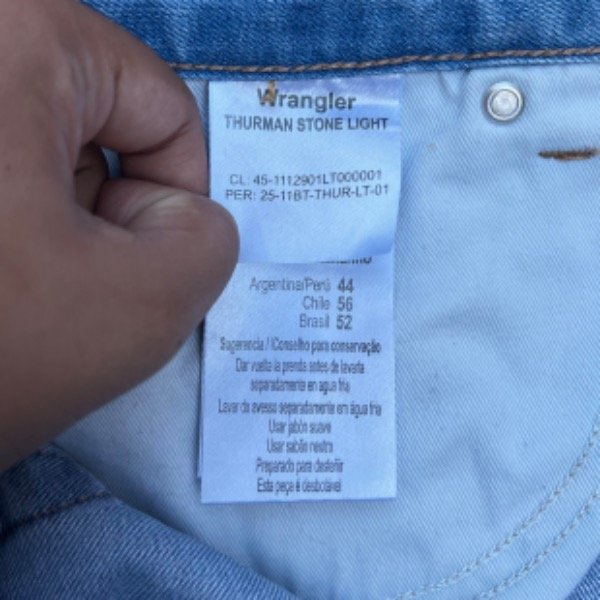 Wrangler
THURMAN STONE LIGHT
CL: 45-1112901LT000001
PER: 25-11BT-THUR-LT-01
Argentina/Perú 44
Chile 56
Brasil 52
Sugerencia / Conselho para conservação
Dar vuelta la prenda antes de lavarla
separadamente en agua fria
Lavar do avesso separadamente em água fria
Usar jabón suave
Usar sabão neutro
Preparado para desteñir
Esta peça é desbotável